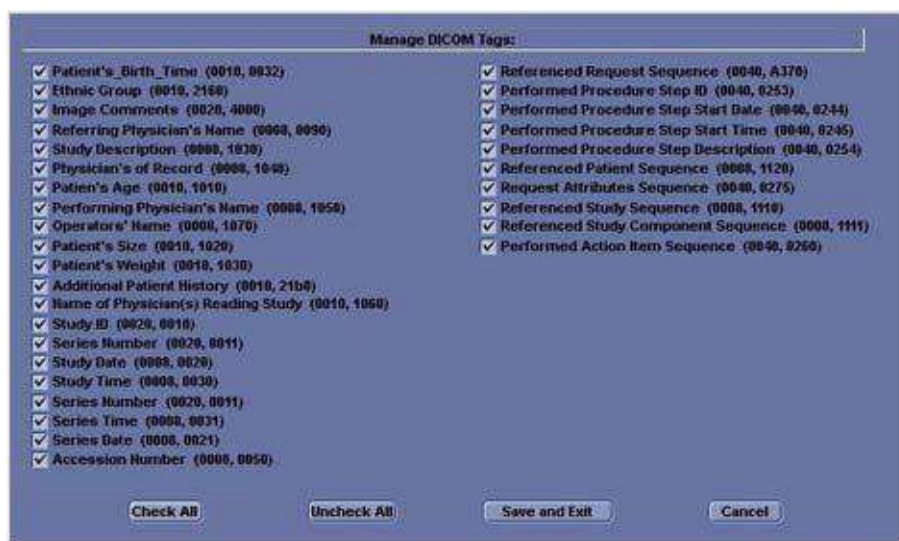 Manage DICOM Tags:
Patient's_Birth_Time (0010, 0032)
Ethnic Group (0010, 2160)
Image Comments (0020, 4000)
Referring Physician's Name (0008, 0090)
Study Description (0008, 1030)
Physician's of Record (0008, 1048)
Patien's Age (0010, 1010)
Performing Physician's Name (0008, 1050)
Operators' Name (0008, 1070)
Patient's Size (0010, 1020)
Patient's Weight (0010, 1030)
Additional Patient History (0010, 21b0)
Name of Physician(s) Reading Study (0010, 1060)
Study ID (0020, 0010)
Series Number (0020, 0011)
Study Date (0008, 0020)
Study Time (0008, 0030)
Series Number (0020, 0011)
Series Time (0008, 0031)
Series Date (0008, 0021)
Accession Number (0008, 0050)
Referenced Request Sequence (0040, A370)
Performed Procedure Step ID (0040, 0253)
Performed Procedure Step Start Date (0040, 0244)
Performed Procedure Step Start Time (0040, 0245)
Performed Procedure Step Description (0040, 0254)
Referenced Patient Sequence (0008, 1120)
Request Attributes Sequence (0040, 0275)
Referenced Study Sequence (0008, 1110)
Referenced Study Component Sequence (0008, 1111)
Performed Action Item Sequence (0040, 0260)
Check All
Uncheck All
Save and Exit
Cancel